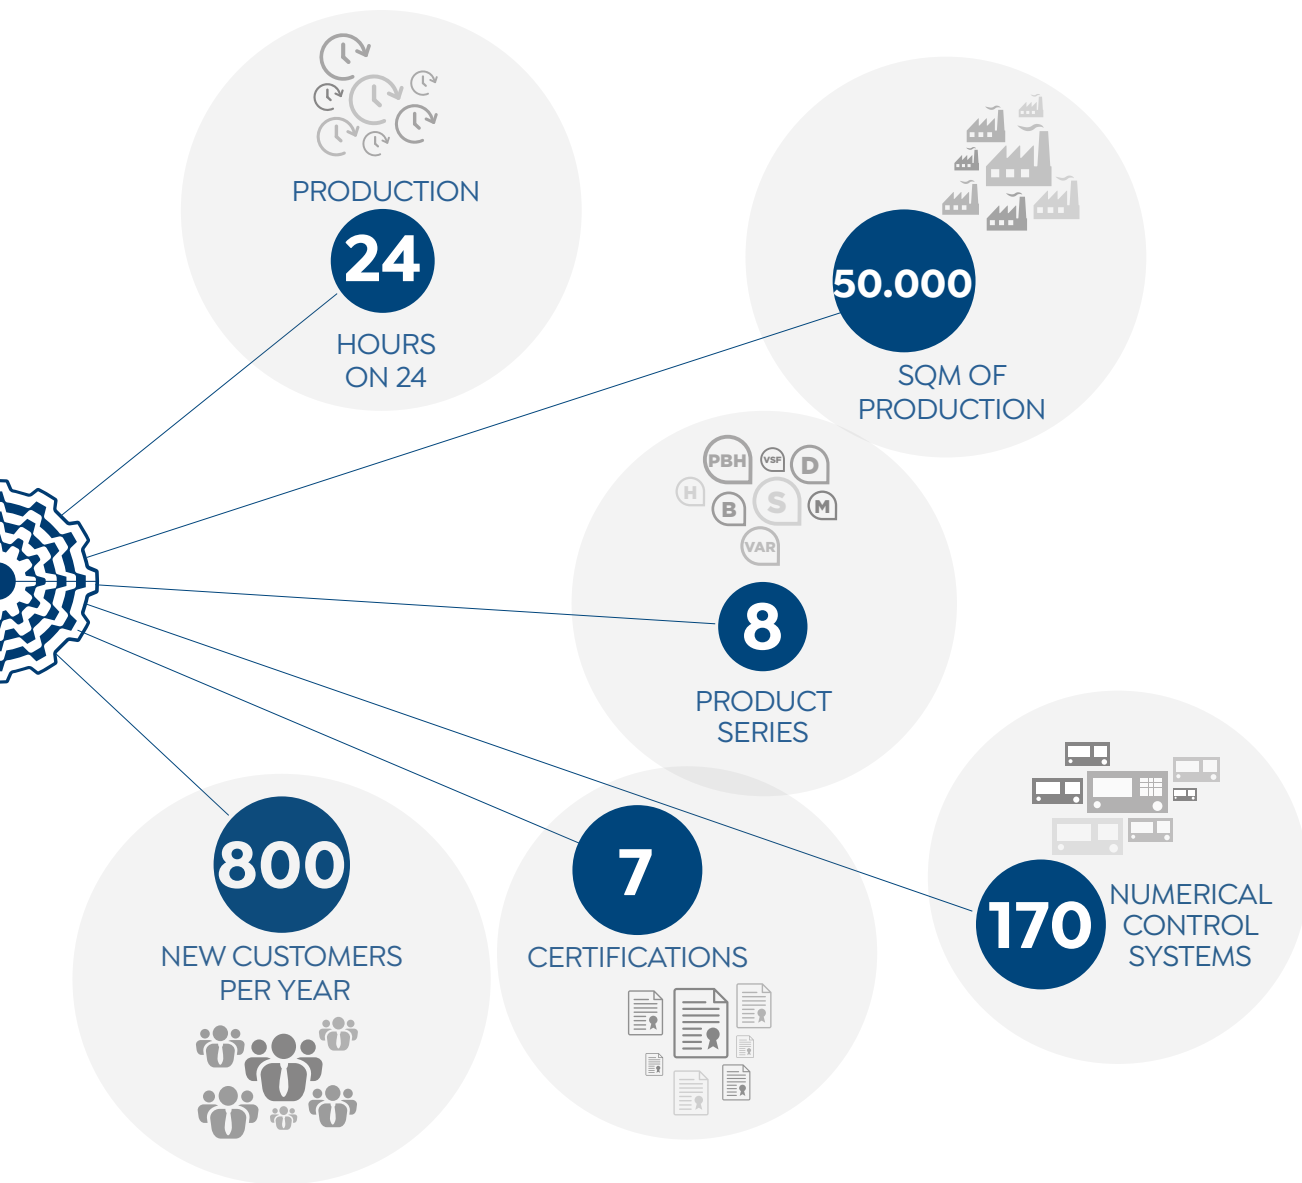 PRODUCTION
24
HOURS
ON 24
50.000
SQM OF
PRODUCTION
PBH
VSF
D
H
B
S
M
VAR
8
PRODUCT
SERIES
170
NUMERICAL
CONTROL
SYSTEMS
7
CERTIFICATIONS
800
NEW CUSTOMERS
PER YEAR